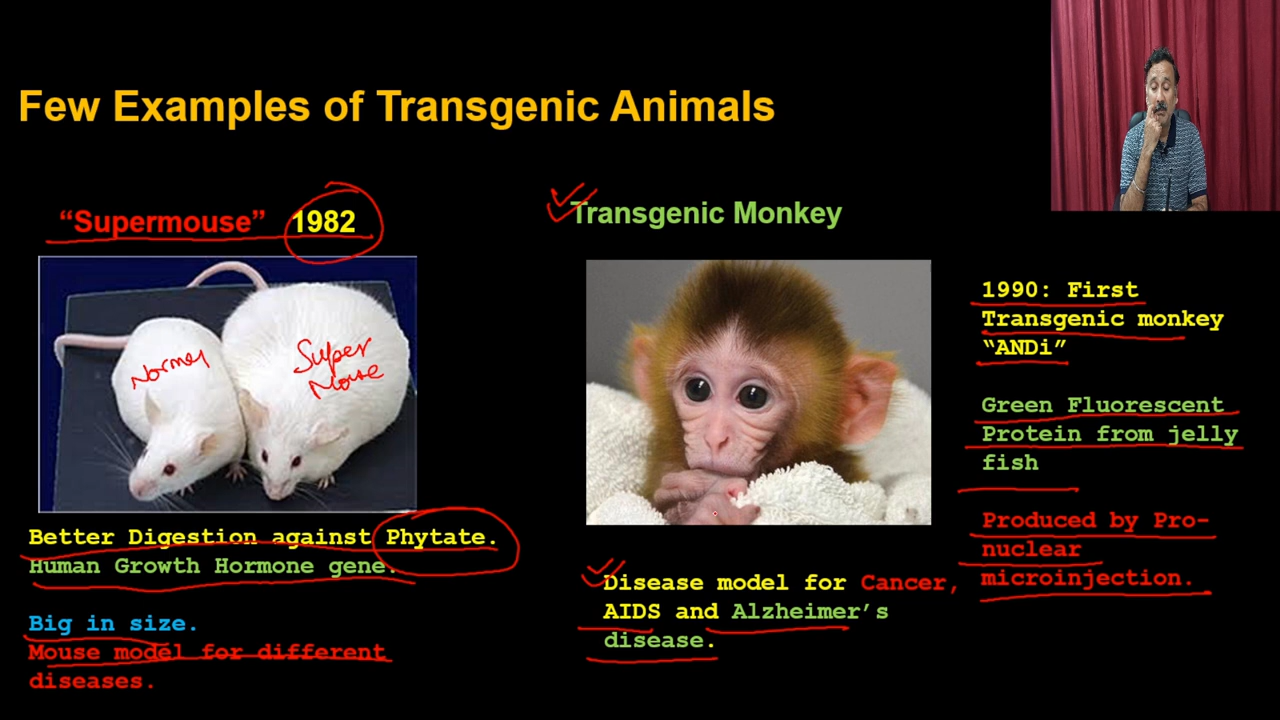 Few Examples of Transgenic Animals
“Supermouse” 1982
Normal
Super
Mouse
Better Digestion against Phytate.
Human Growth Hormone gene.
Big in size.
Mouse model for different
diseases.
Transgenic Monkey
Disease model for Cancer,
AIDS and Alzheimer’s
disease.
1990: First
Transgenic monkey
“ANDi”
Green Fluorescent
Protein from jelly
fish
Produced by Pro-
nuclear
microinjection.